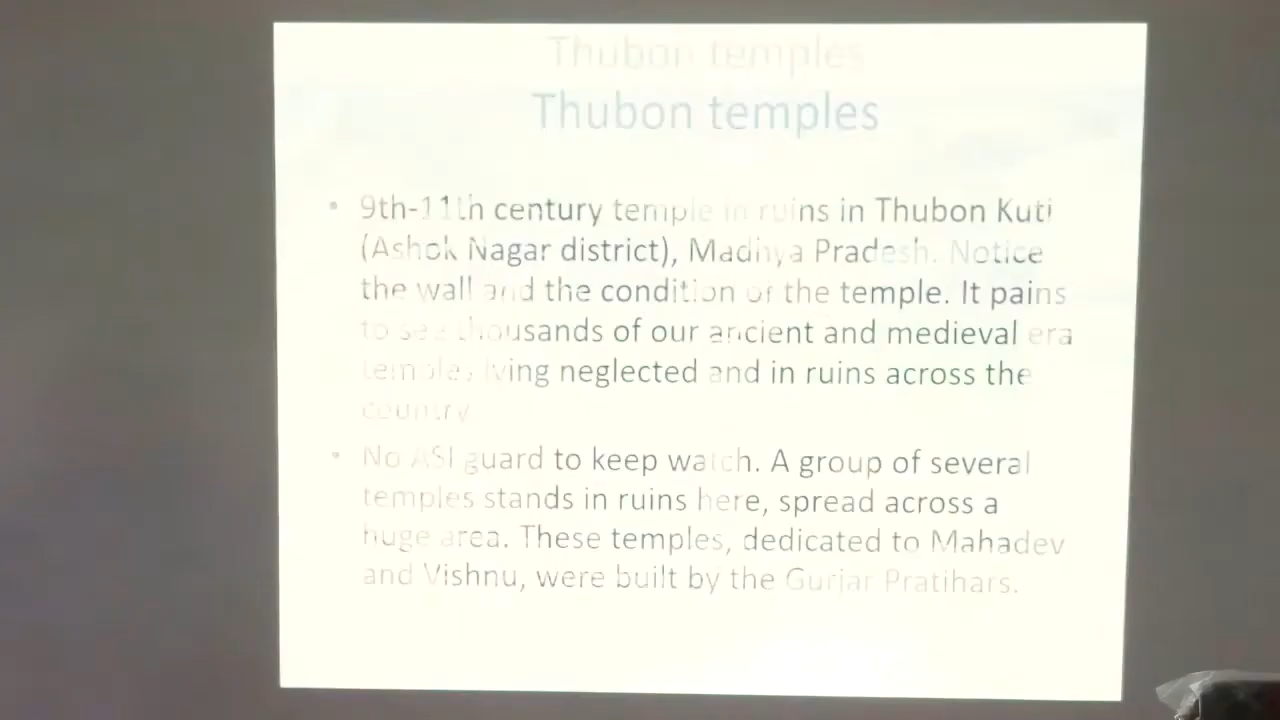 Thubon temples
Thubon temples
• 9th-11th century temple in ruins in Thubon Kuti
(Ashok Nagar district), Madhya Pradesh. Notice
the wall and the condition of the temple. It pains
to see thousands of our ancient and medieval era
temples lying neglected and in ruins across the
country.
• No ASI guard to keep watch. A group of several
temples stands in ruins here, spread across a
huge area. These temples, dedicated to Mahadev
and Vishnu, were built by the Gurjar Pratihars.